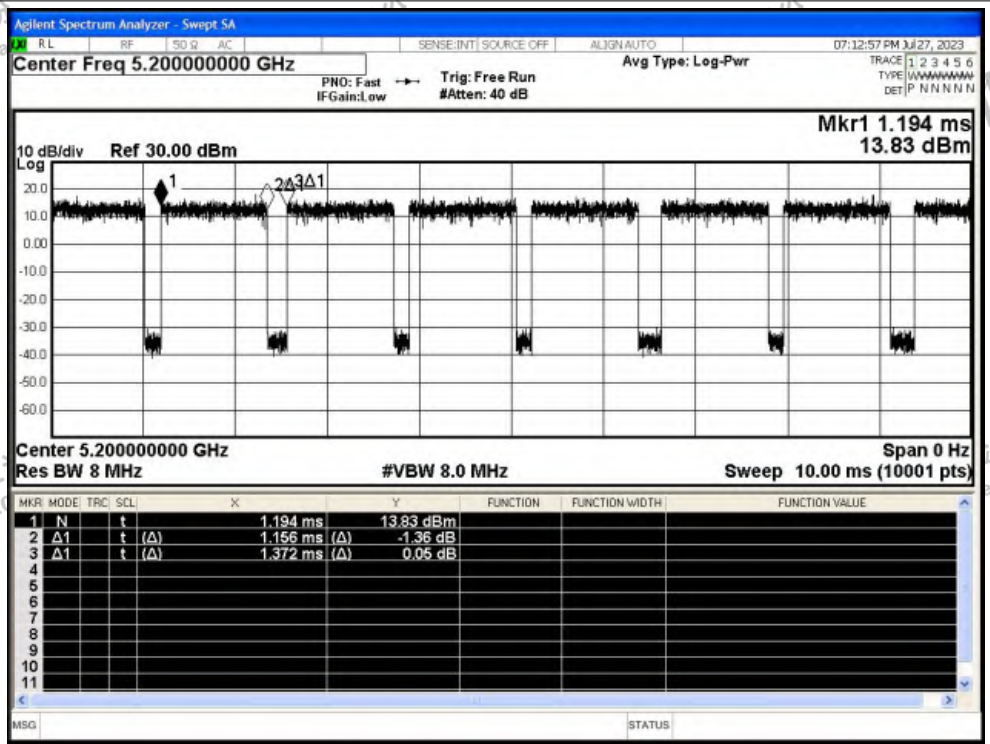 Agilent Spectrum Analyzer - Swept SA
LXI RL RF 50 Ω AC SENSE:INT SOURCE OFF ALIGNAUTO 07:12:57 PM Jul 27, 2023
Center Freq 5.200000000 GHz
PNO: Fast
IFGain:Low
Trig: Free Run
#Atten: 40 dB
Avg Type: Log-Pwr
TRACE 1 2 3 4 5 6
TYPE WWWWWW
DET P N N N N N
Mkr1 1.194 ms
13.83 dBm
10 dB/div Ref 30.00 dBm
Log
1
3Δ1
20.0
10.0
0.00
-10.0
-20.0
-30.0
-40.0
-50.0
-60.0
Center 5.200000000 GHz Span 0 Hz
Res BW 8 MHz #VBW 8.0 MHz Sweep 10.00 ms (10001 pts)
MKR MODE TRC SCL X Y FUNCTION FUNCTION WIDTH FUNCTION VALUE
1 N t 1.194 ms 13.83 dBm
2 Δ1 t (Δ) 1.156 ms (Δ) -1.36 dB
3 Δ1 t (Δ) 1.372 ms (Δ) 0.05 dB
4
5
6
7
8
9
10
11
MSG STATUS